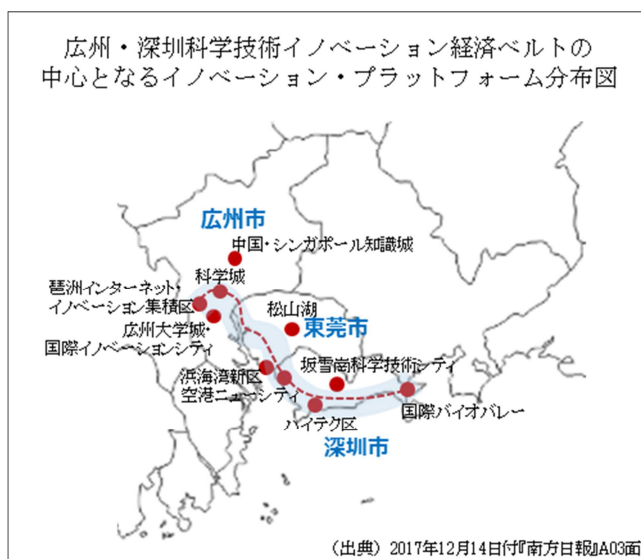 広州・深圳科学技術イノベーション経済ベルトの
中心となるイノベーション・プラットフォーム分布図
広州市
中国・シンガポール知識城
科学城
琶洲インターネット・
イノベーション集積区
松山湖
広州大学城・
国際イノベーションシティ
東莞市
坂雪崗科学技術シティ
浜海湾新区
空港ニューシティ
ハイテク区
国際バイオバレー
深圳市
（出典）2017年12月14日付『南方日報』A03面